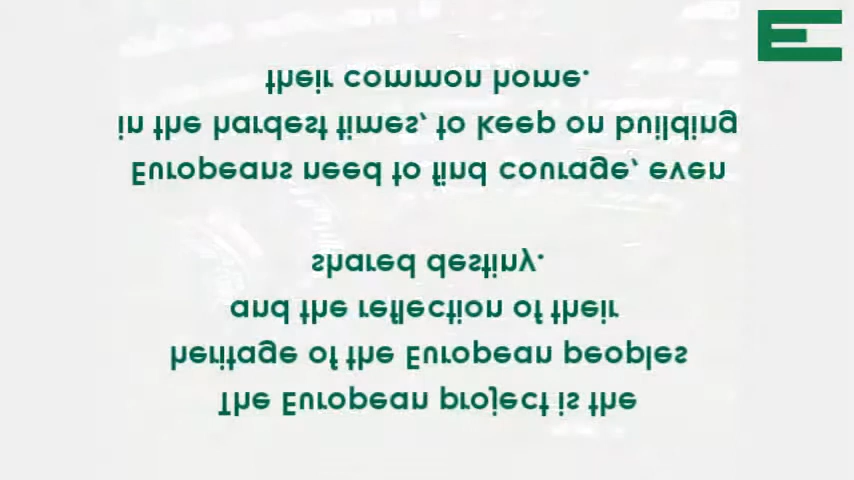 The European project is the
heritage of the European peoples
and the reflection of their
shared destiny.
Europeans need to find courage, even
in the hardest times, to keep on building
their common home.